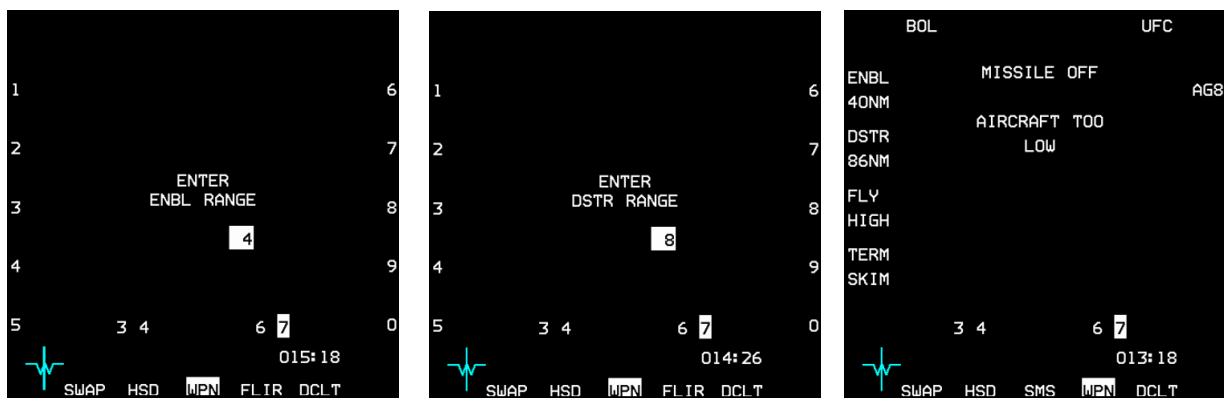 1 6
2 7
ENTER
ENBL RANGE
3 8
4
4 9
5 3 4 6 7 0
015:18
SWAP HSD WPN FLIR DCLT
1 6
2 7
ENTER
DSTR RANGE
3 8
8
4 9
5 3 4 6 7 0
014:26
SWAP HSD WPN FLIR DCLT
BOL UFC
ENBL MISSILE OFF
40NM AG8
AIRCRAFT TOO
DSTR LOW
86NM
FLY
HIGH
TERM
SKIM
3 4 6 7
013:18
SWAP HSD SMS WPN DCLT